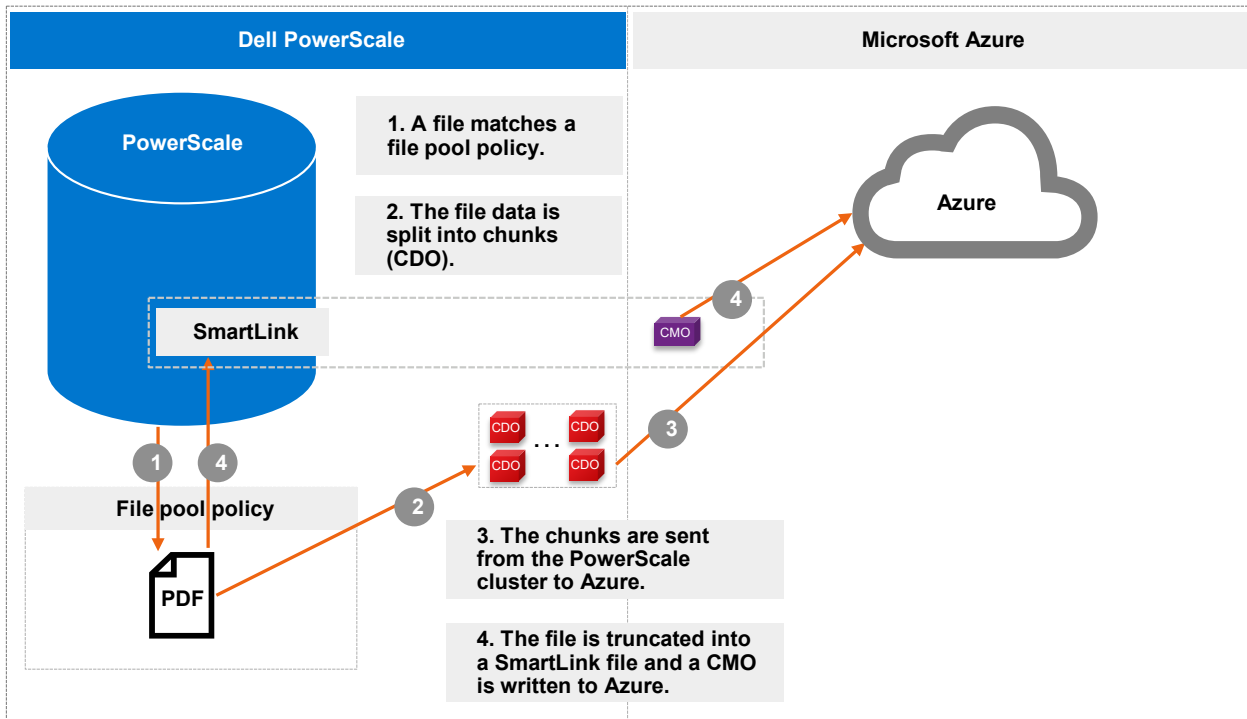 Dell PowerScale
Microsoft Azure
PowerScale
1. A file matches a
file pool policy.
2. The file data is
split into chunks
(CDO).
Azure
SmartLink
CMO
4
CDO
...
CDO
CDO
CDO
3
1
4
2
File pool policy
PDF
3. The chunks are sent
from the PowerScale
cluster to Azure.
4. The file is truncated into
a SmartLink file and a CMO
is written to Azure.